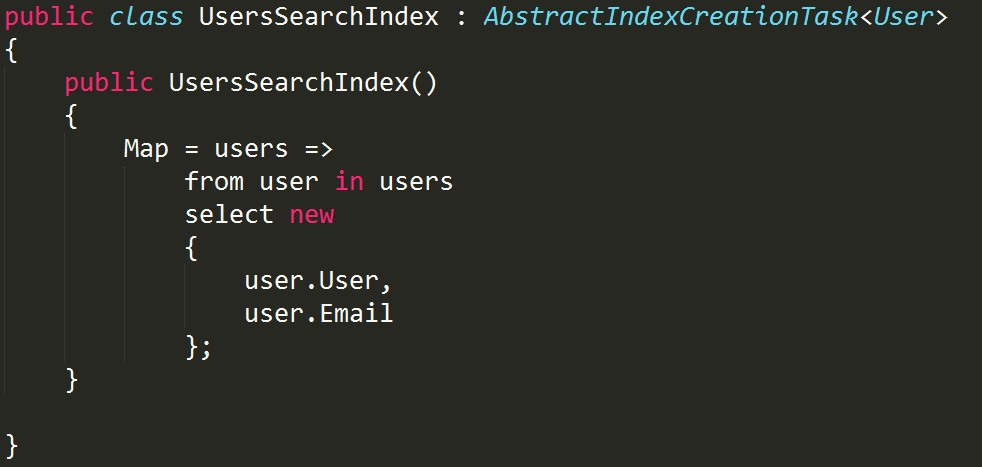 public class UsersSearchIndex : AbstractIndexCreationTask<User>
{
    public UsersSearchIndex()
    {
        Map = users =>
            from user in users
            select new
            {
                user.User,
                user.Email
            };
    }
}